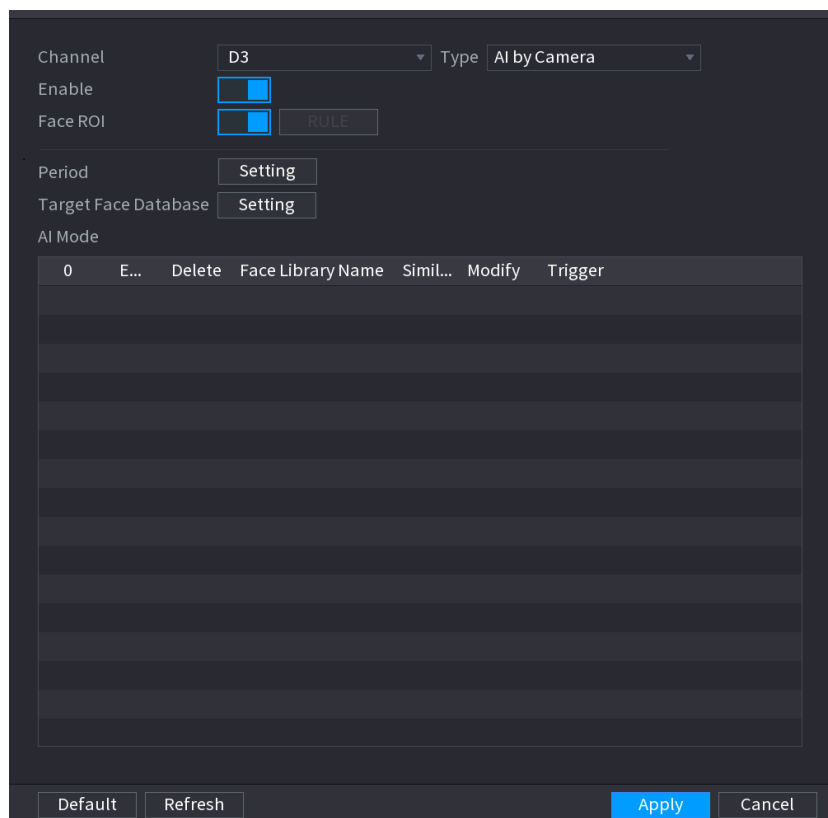 Channel D3 Type AI by Camera
Enable
Face ROI RULE
Period Setting
Target Face Database Setting
AI Mode
0 E... Delete Face Library Name Simil... Modify Trigger
Default Refresh Apply Cancel